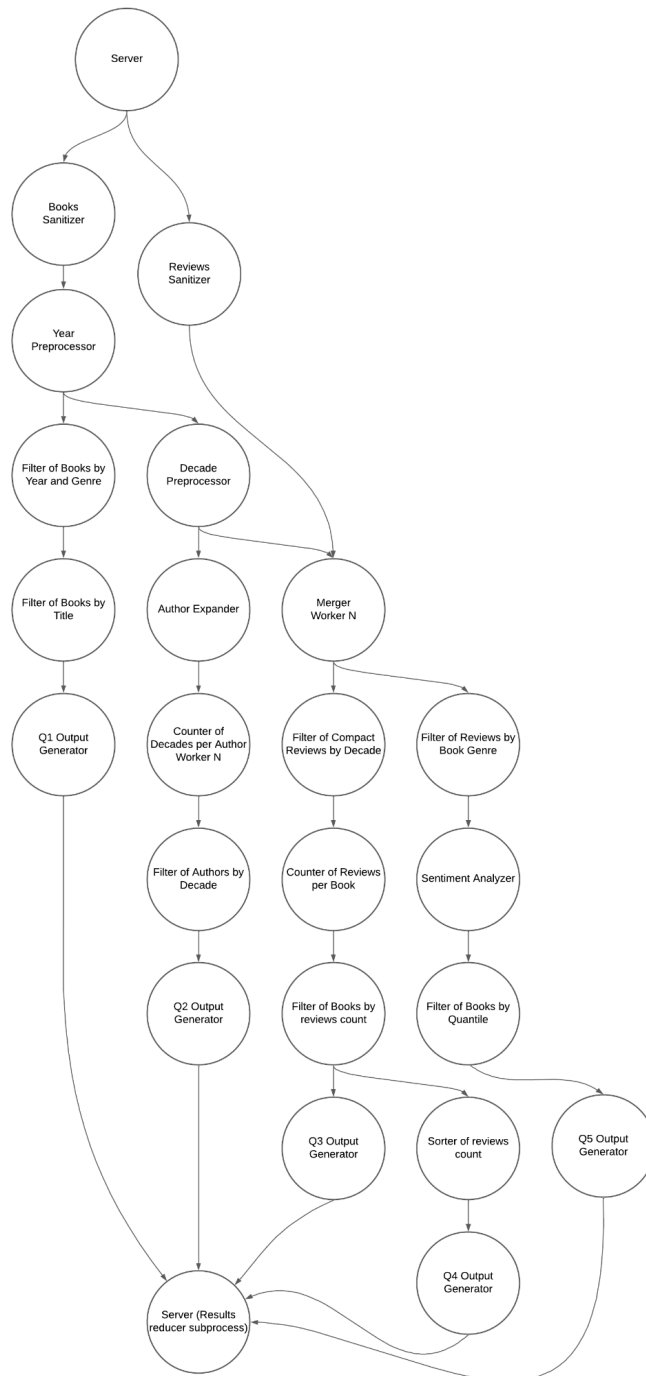 Server
Books
Sanitizer
Reviews
Sanitizer
Year
Preprocessor
Filter of Books by
Year and Genre
Decade
Preprocessor
Filter of Books by
Title
Author Expander
Merger
Worker N
Q1 Output
Generator
Counter of
Decades per Author
Worker N
Filter of Compact
Reviews by Decade
Filter of Reviews by
Book Genre
Filter of Authors by
Decade
Counter of Reviews
per Book
Sentiment Analyzer
Q2 Output
Generator
Filter of Books by
reviews count
Filter of Books by
Quantile
Q3 Output
Generator
Sorter of reviews
count
Q5 Output
Generator
Q4 Output
Generator
Server (Results
reducer subprocess)